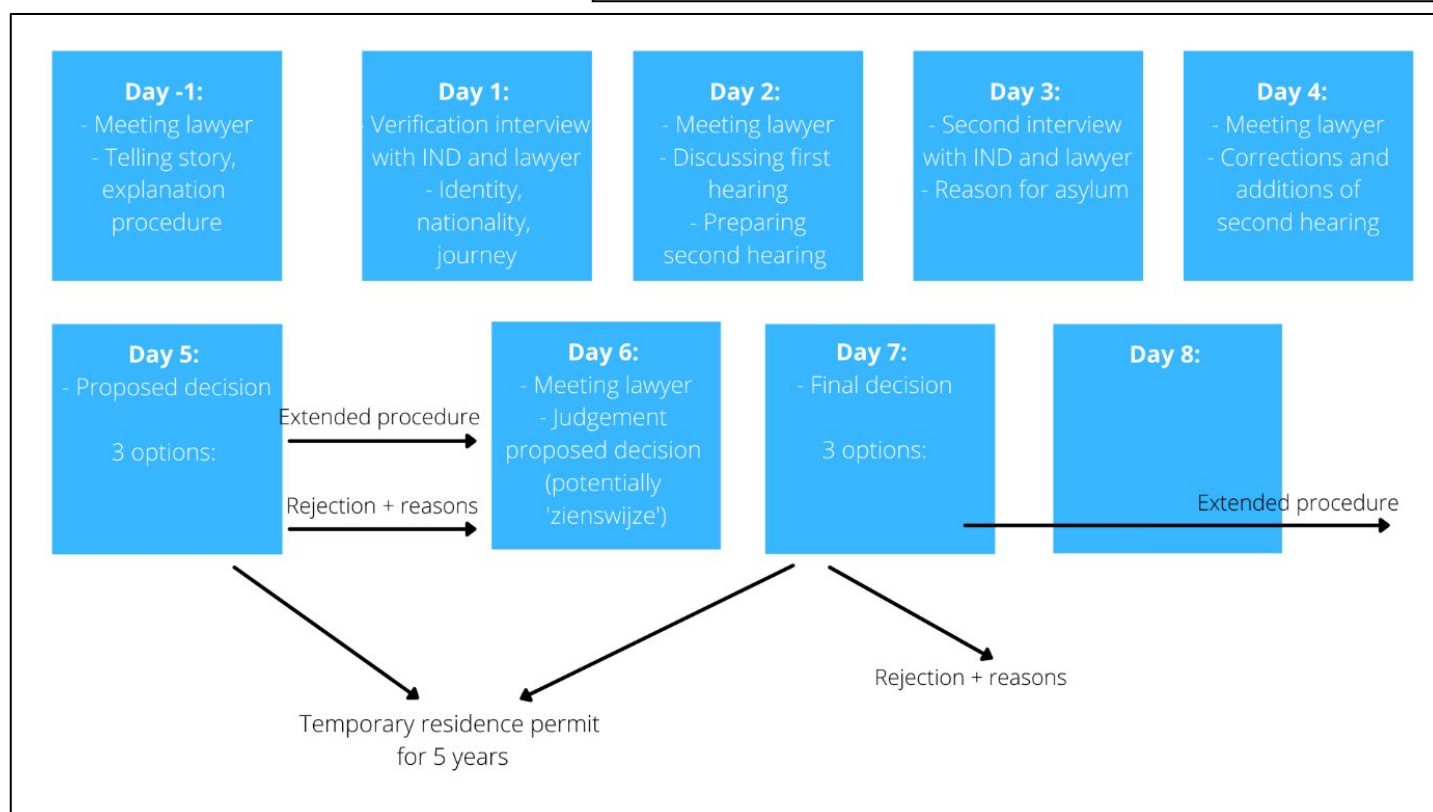 Day -1:
- Meeting lawyer
- Telling story,
explanation
procedure
Day 1:
- Verification interview
with IND and lawyer
- Identity,
nationality,
journey
Day 2:
- Meeting lawyer
- Discussing first
hearing
- Preparing
second hearing
Day 3:
- Second interview
with IND and lawyer
- Reason for asylum
Day 4:
- Meeting lawyer
- Corrections and
additions of
second hearing
Day 5:
- Proposed decision
3 options:
Extended procedure
Rejection + reasons
Day 6:
- Meeting lawyer
- Judgement
proposed decision
(potentially
'zienswijze')
Day 7:
- Final decision
3 options:
Day 8:
Extended procedure
Rejection + reasons
Temporary residence permit
for 5 years